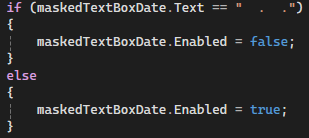 if (maskedTextBoxDate.Text == "  .  .")
{
    maskedTextBoxDate.Enabled = false;
}
else
{
    maskedTextBoxDate.Enabled = true;
}